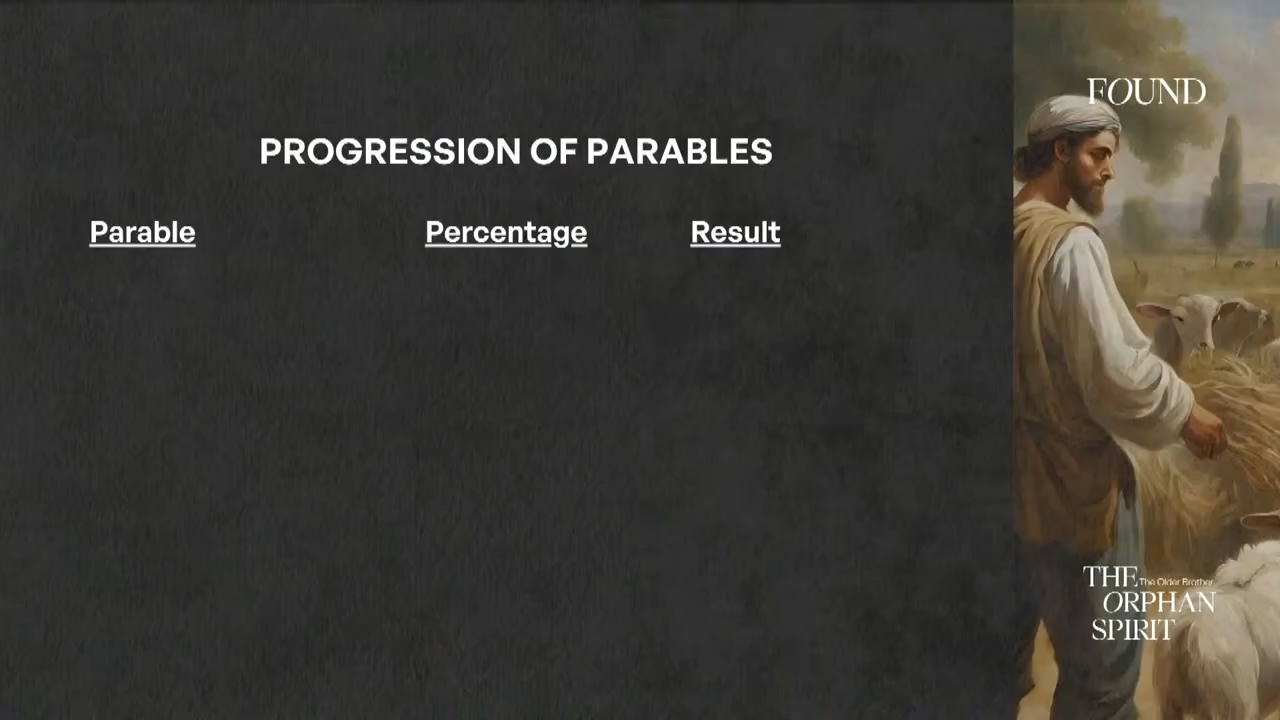 PROGRESSION OF PARABLES
Parable Percentage Result
FOUND
THE The Older Brother
ORPHAN
SPIRIT